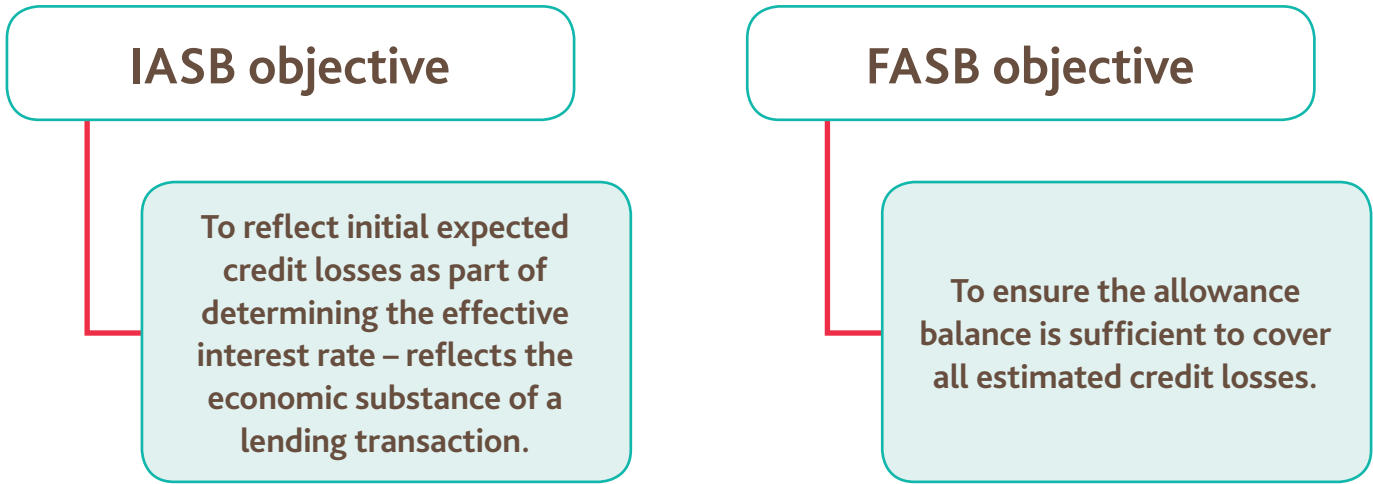 IASB objective
To reflect initial expected
credit losses as part of
determining the effective
interest rate – reflects the
economic substance of a
lending transaction.
FASB objective
To ensure the allowance
balance is sufficient to cover
all estimated credit losses.